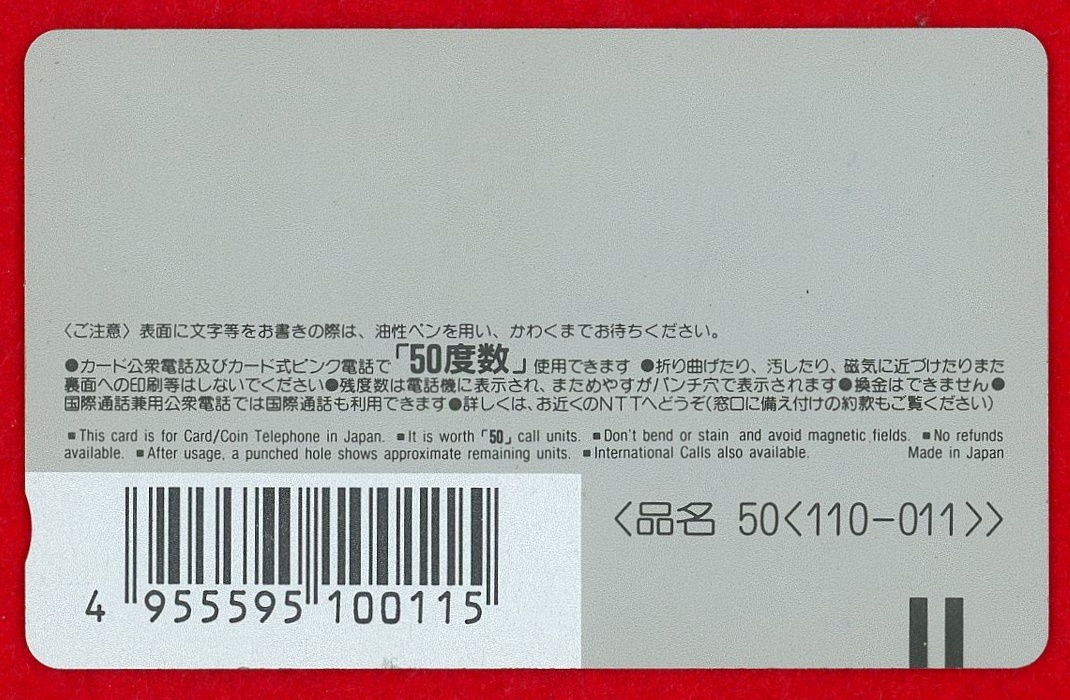 〈ご注意〉表面に文字等をお書きの際は、油性ペンを用い、かわくまでお待ちください。
●カード公衆電話及びカード式ピンク電話で「50度数」使用できます ●折り曲げたり、汚したり、磁気に近づけたりまた
裏面への印刷等はしないでください●残度数は電話機に表示され、まためやすがパンチ穴で表示されます●換金はできません●
国際通話兼用公衆電話では国際通話も利用できます●詳しくは、お近くのNTTへどうぞ(窓口に備え付けの約款もご覧ください)
■This card is for Card/Coin Telephone in Japan. ■It is worth「50」call units. ■Don't bend or stain and avoid magnetic fields. ■No refunds
available. ■After usage, a punched hole shows approximate remaining units. ■International Calls also available. Made in Japan
〈品名 50〈110-011〉〉
4 955595 100115